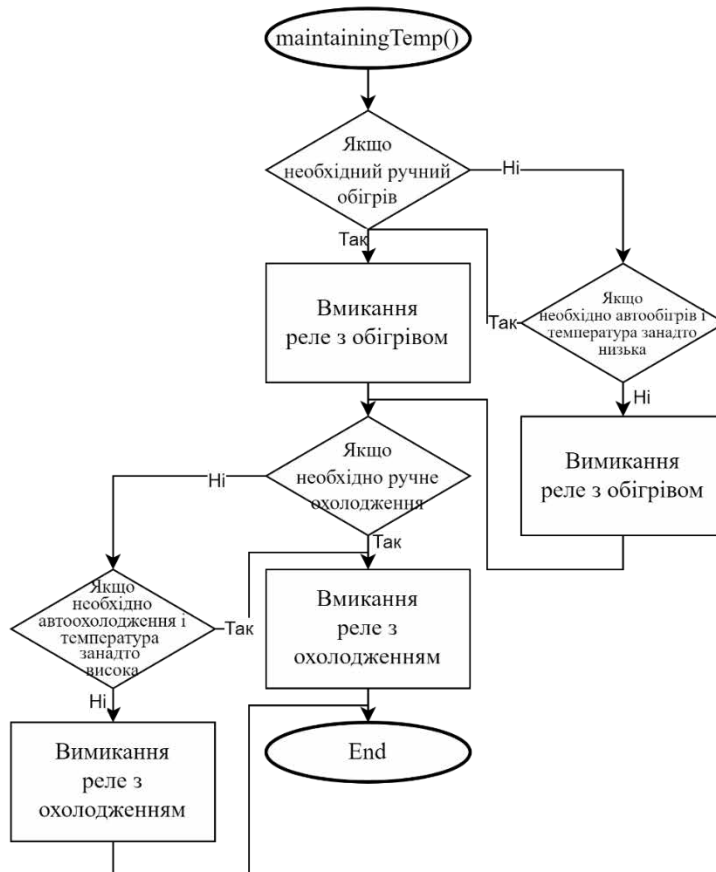 maintainingTemp()
Якщо
необхідний ручний
обігрів
Ні
Так
Вмикання
реле з обігрівом
Якщо
необхідно автообігрів і
температура занадто
низька
Так
Ні
Вимикання
реле з обігрівом
Якщо
необхідно ручне
охолодження
Ні
Так
Якщо
необхідно
автоохолодження і
температура
занадто
висока
Так
Ні
Вмикання
реле з
охолодженням
Вимикання
реле з
охолодженням
End